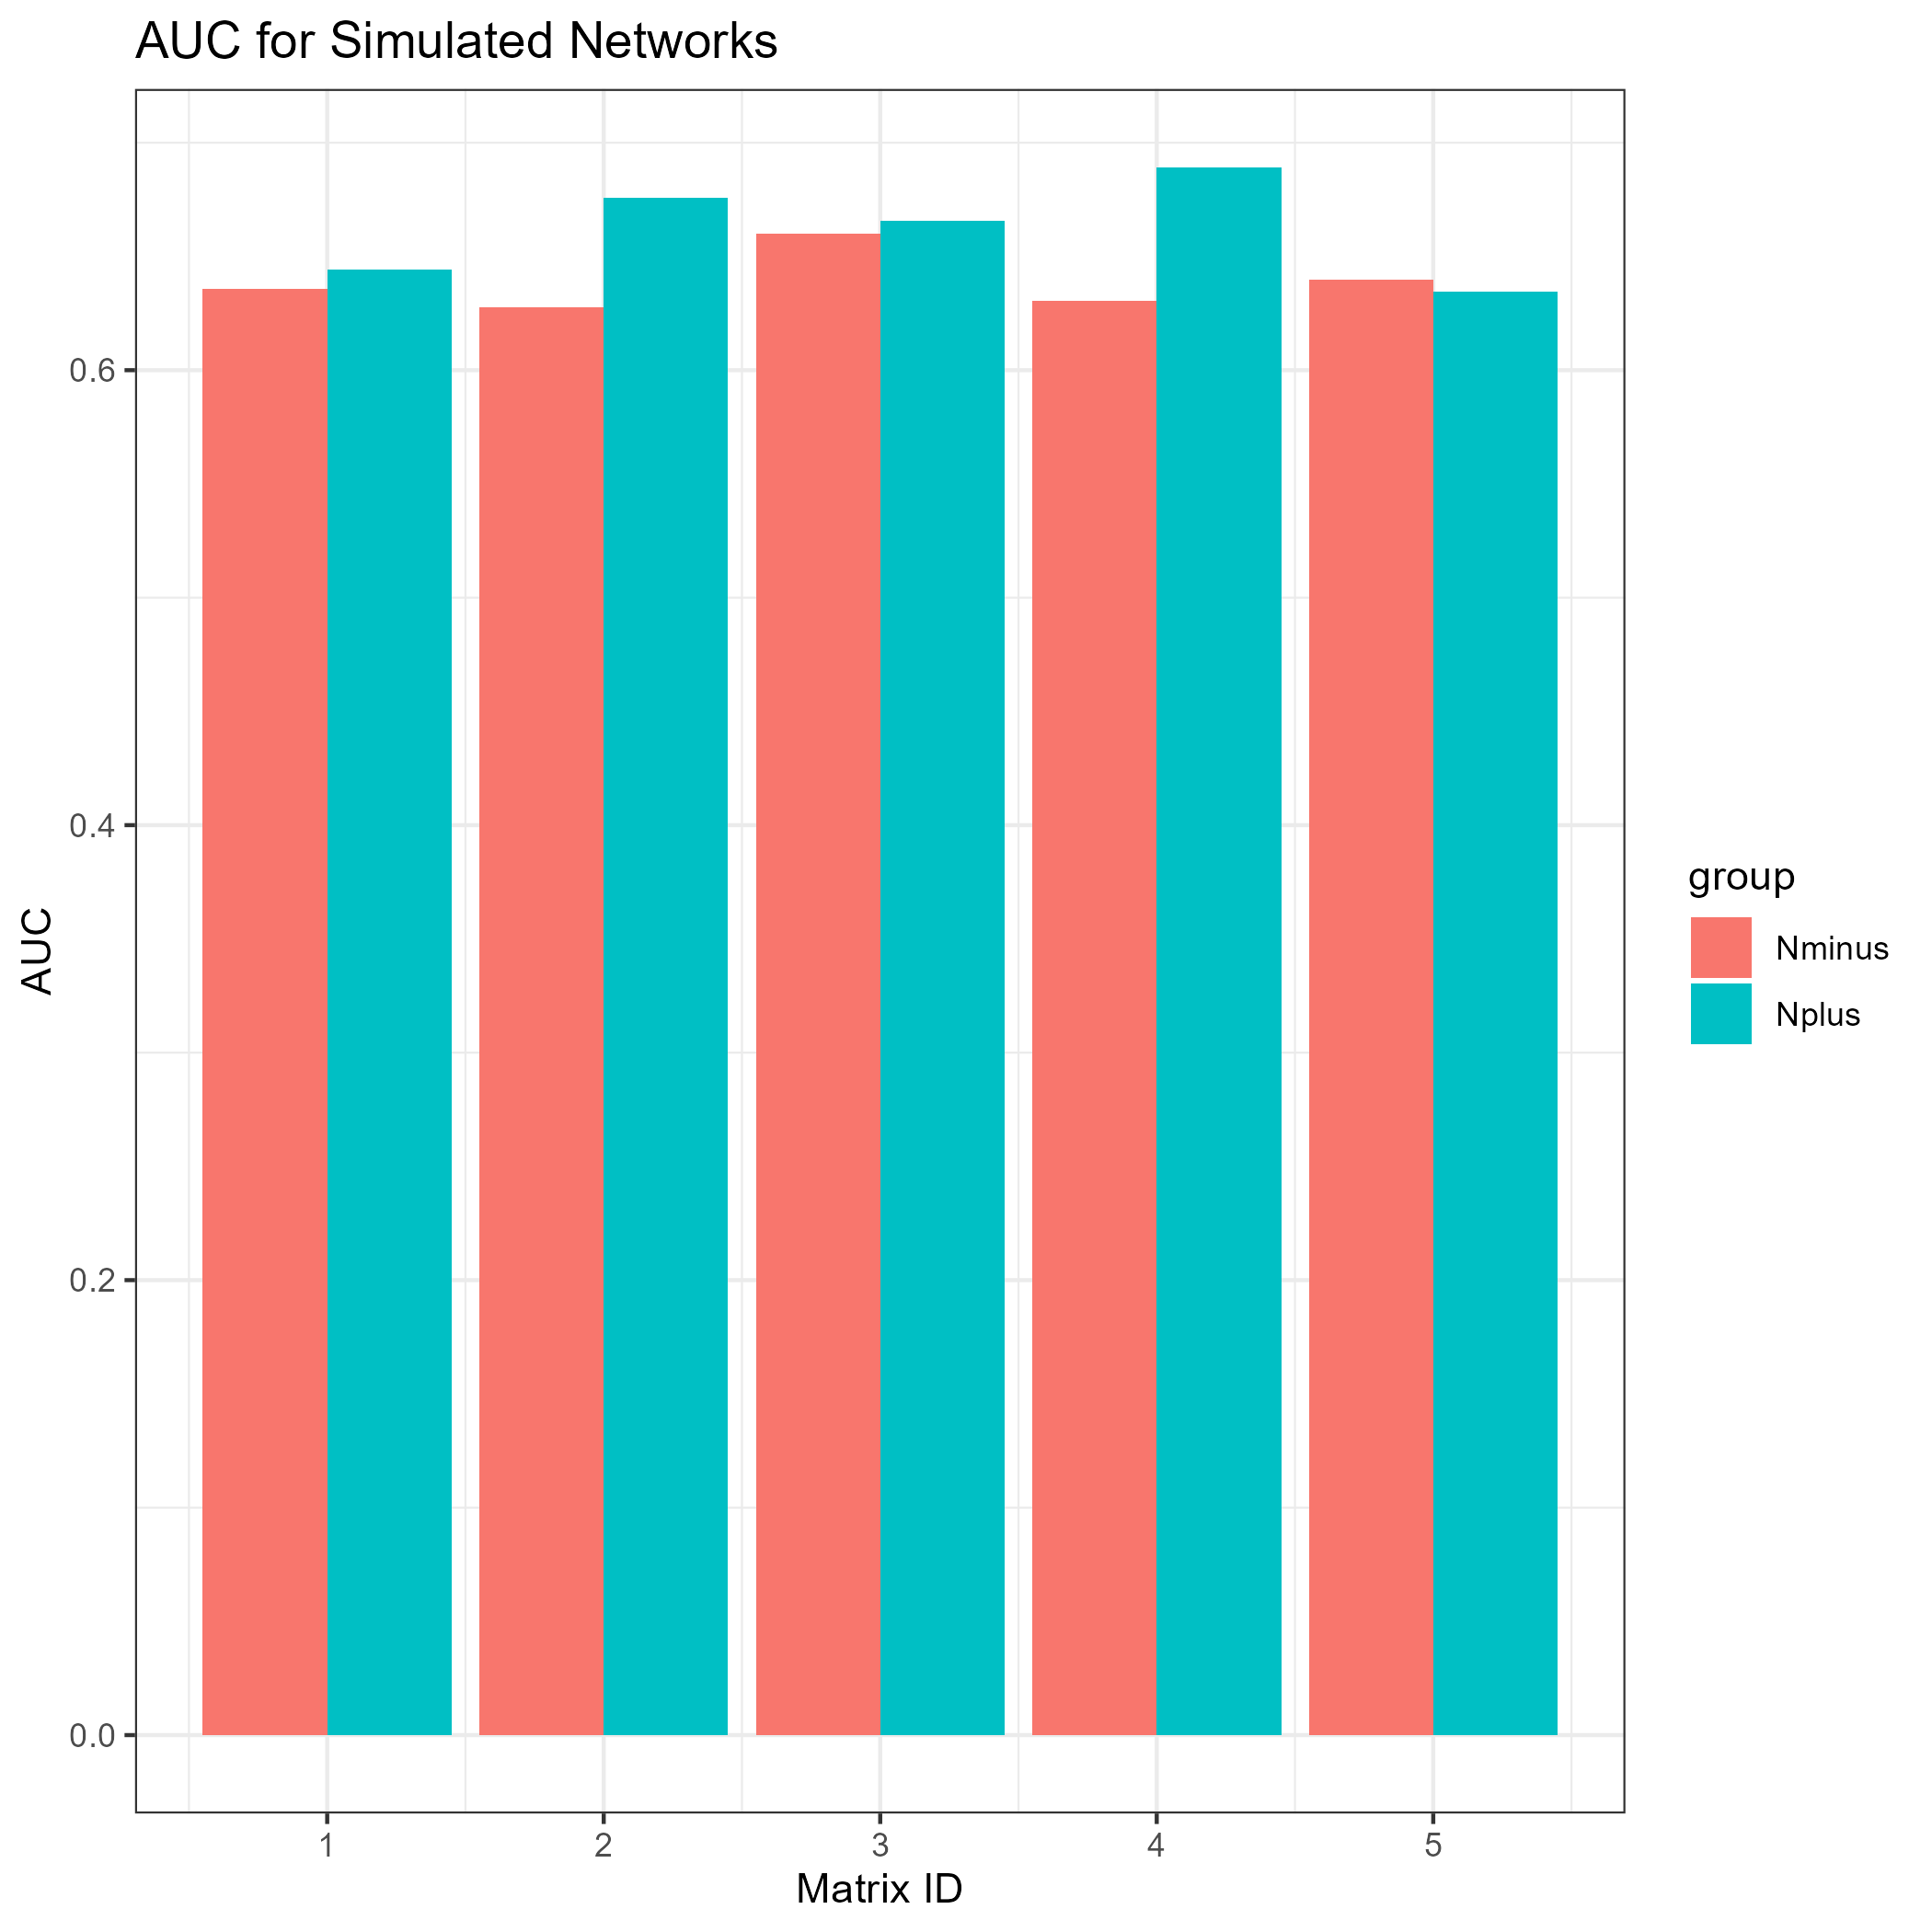 AUC for Simulated Networks
0.6
0.4
0.2
0.0
AUC
1 2 3 4 5
Matrix ID
group
Nminus
Nplus